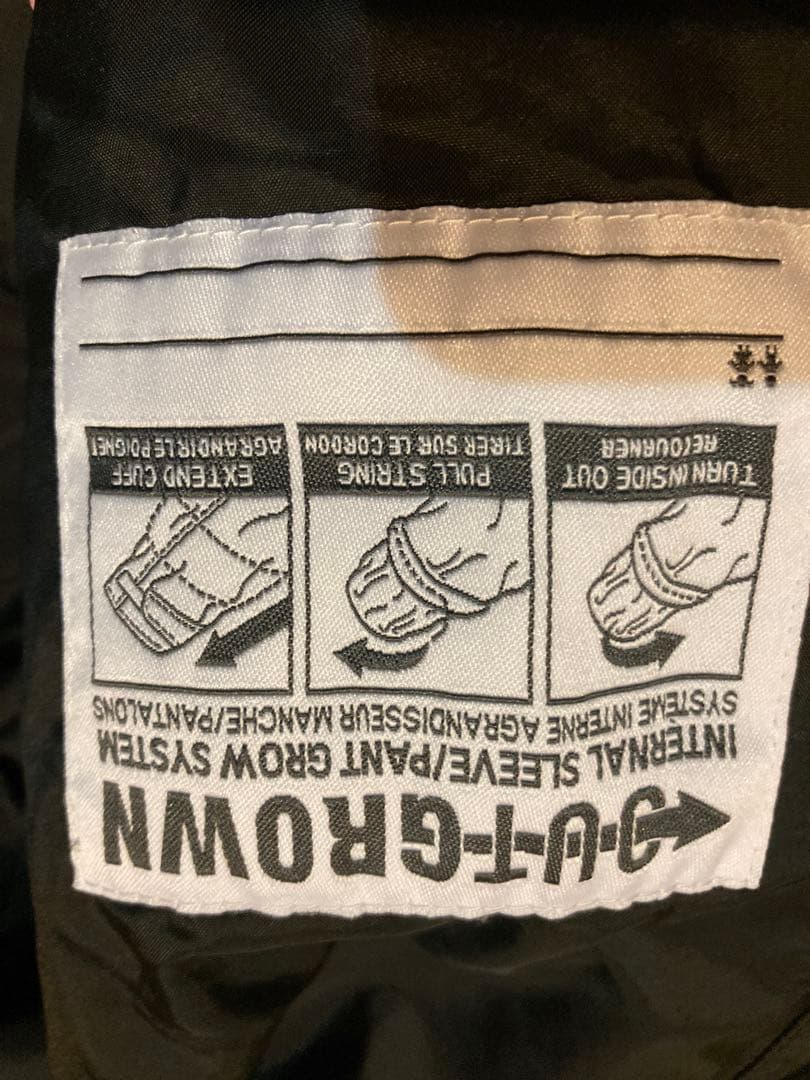 O-U-T-GROWN
INTERNAL SLEEVE/PANT GROW SYSTEM
SYSTÈME INTERNE AGRANDISSEUR MANCHE/PANTALONS
TURN INSIDE OUT
RETOURNER
PULL STRING
TIRER SUR LE CORDON
EXTEND CUFF
AGRANDIR LE POIGNET